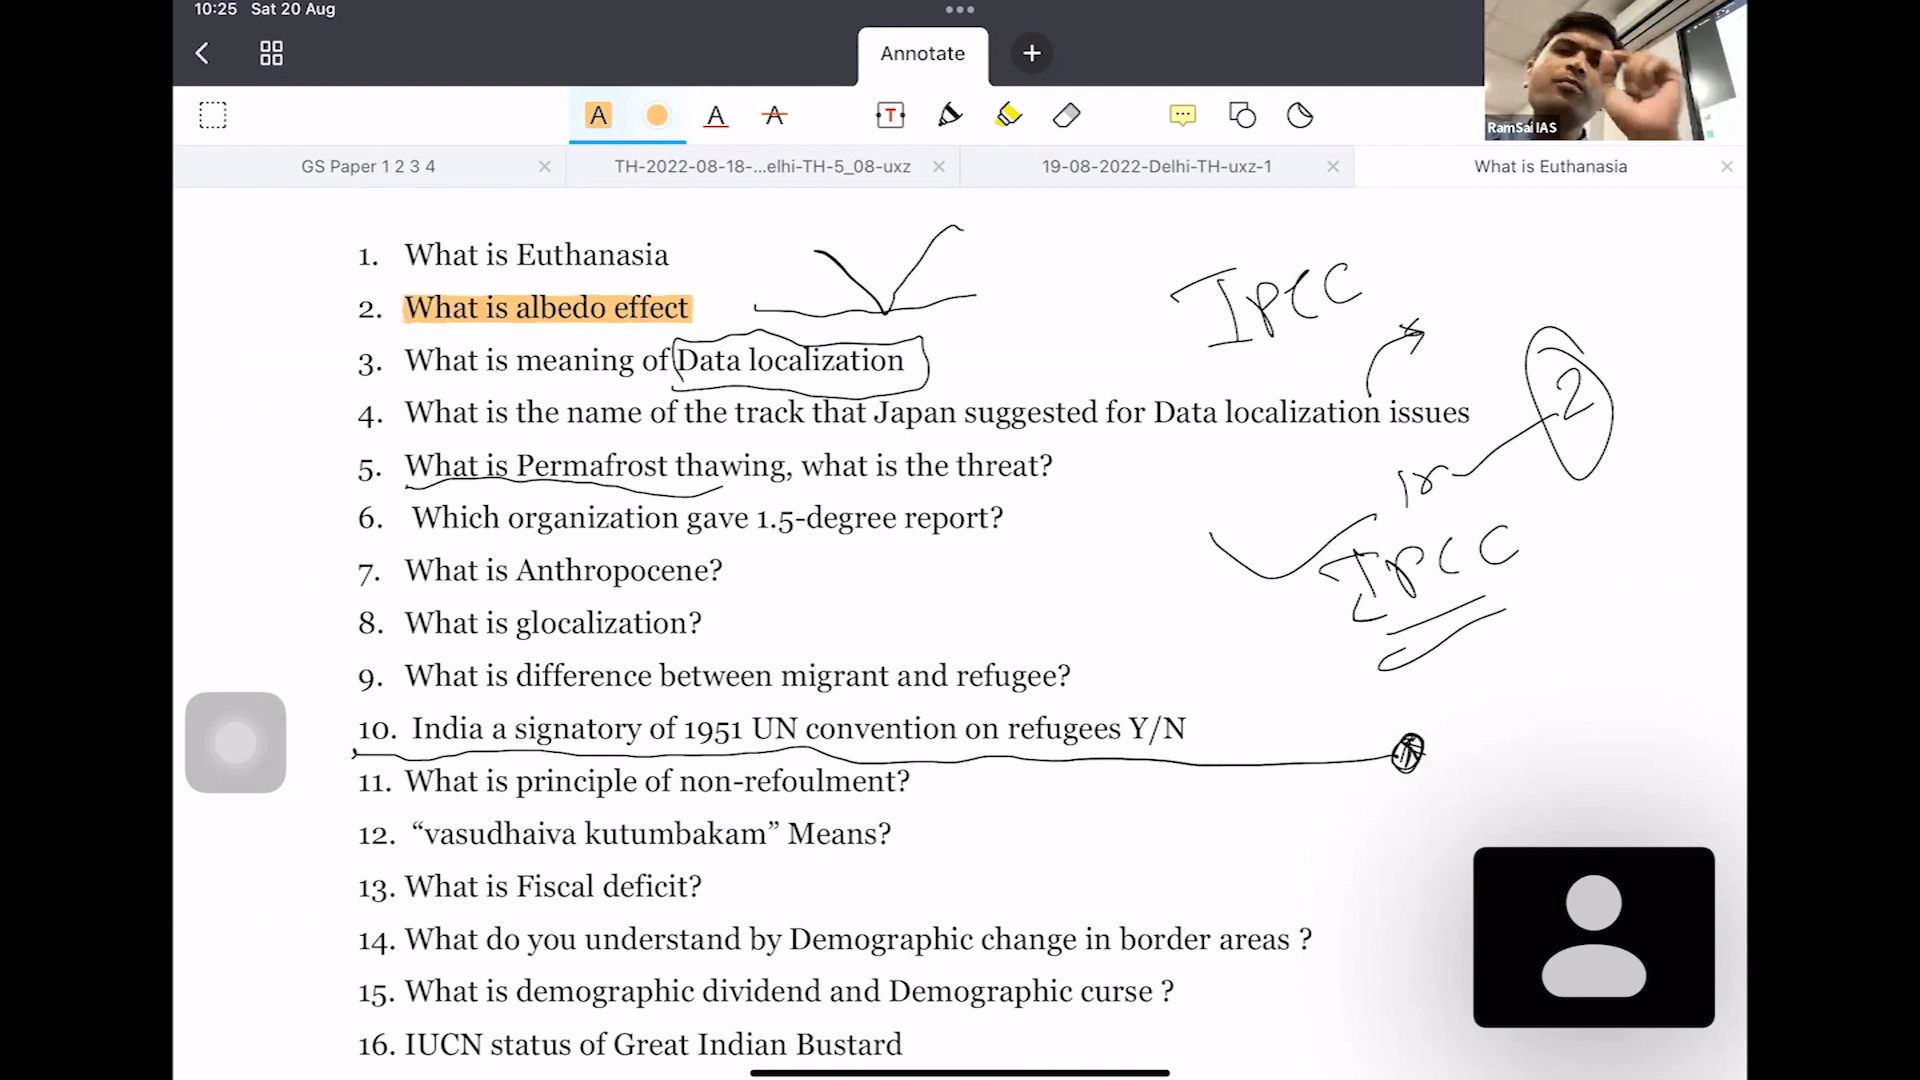 10:25 Sat 20 Aug
Annotate
A A A T
RamSai IAS
GS Paper 1 2 3 4
TH-2022-08-18-...elhi-TH-5_08-uxz
19-08-2022-Delhi-TH-uxz-1
What is Euthanasia
1. What is Euthanasia
2. What is albedo effect
IPCC
3. What is meaning of Data localization
2
4. What is the name of the track that Japan suggested for Data localization issues
5. What is Permafrost thawing, what is the threat?
6. Which organization gave 1.5-degree report?
IPCC
7. What is Anthropocene?
8. What is glocalization?
9. What is difference between migrant and refugee?
10. India a signatory of 1951 UN convention on refugees Y/N
11. What is principle of non-refoulment?
12. “vasudhaiva kutumbakam” Means?
13. What is Fiscal deficit?
14. What do you understand by Demographic change in border areas ?
15. What is demographic dividend and Demographic curse ?
16. IUCN status of Great Indian Bustard